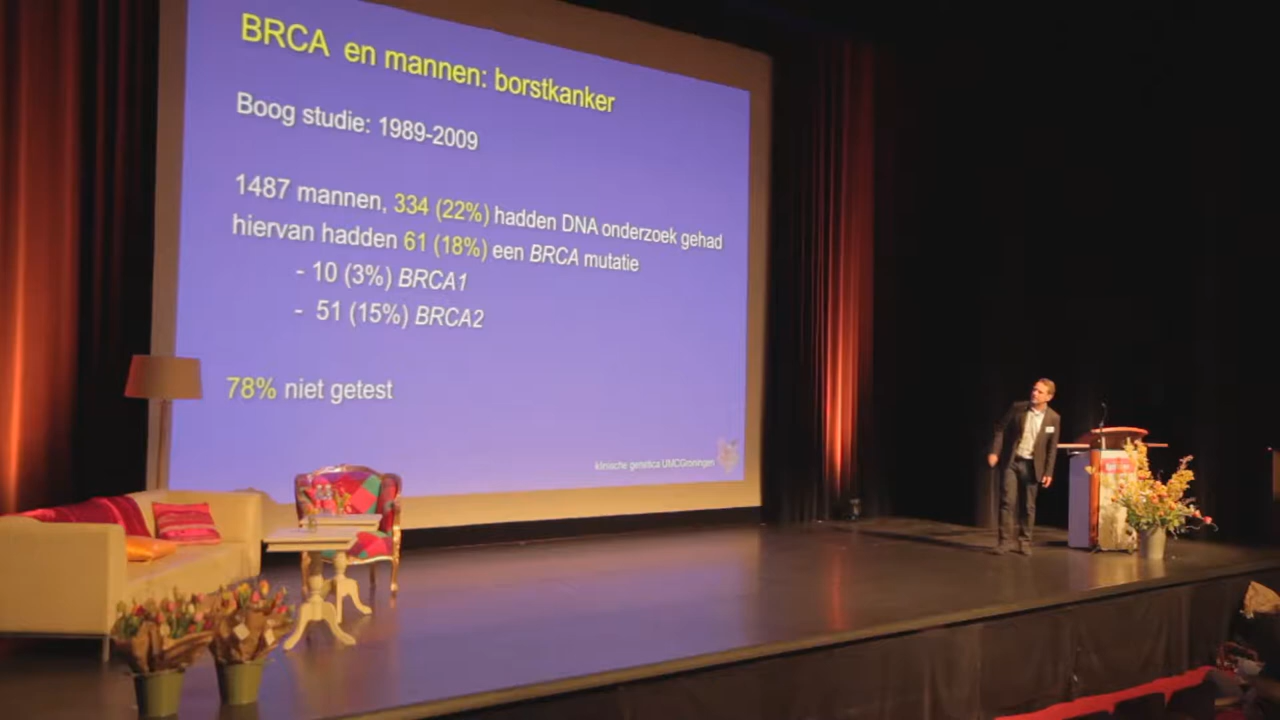 BRCA en mannen: borstkanker
Boog studie: 1989-2009
1487 mannen, 334 (22%) hadden DNA onderzoek gehad
hiervan hadden 61 (18%) een BRCA mutatie
- 10 (3%) BRCA1
- 51 (15%) BRCA2
78% niet getest
klinische genetica UMCGroningen